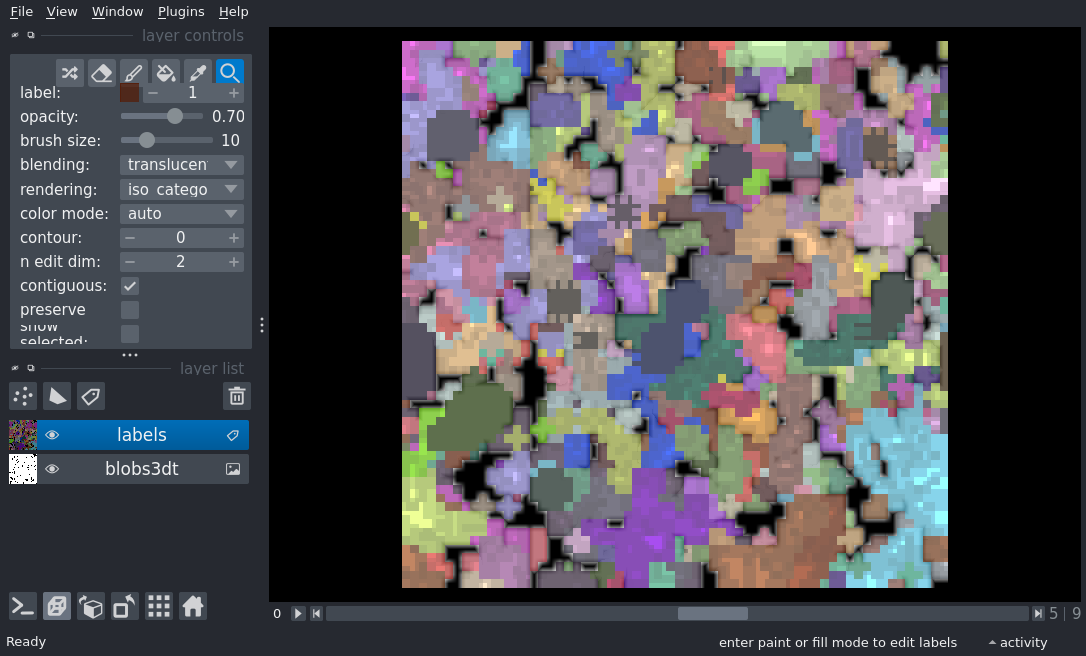 File View Window Plugins Help
layer controls
label: 1
opacity: 0.70
brush size: 10
blending: translucen
rendering: iso_catego
color mode: auto
contour: 0
n edit dim: 2
contiguous:
preserve
show
selected:
layer list
labels
blobs3dt
0 5 | 9
Ready enter paint or fill mode to edit labels activity